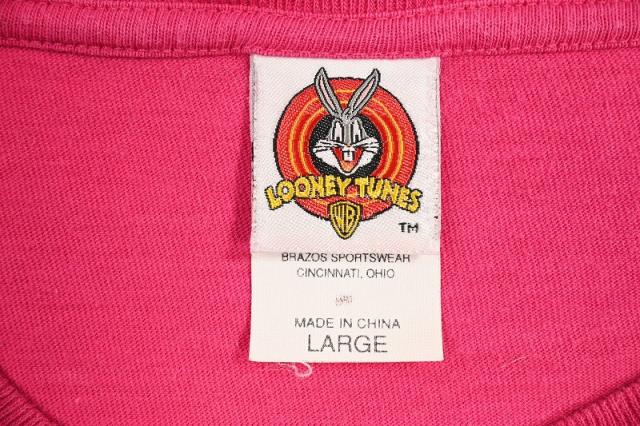 LOONEY TUNES
WB
TM
BRAZOS SPORTSWEAR
CINCINNATI, OHIO
MADE IN CHINA
LARGE